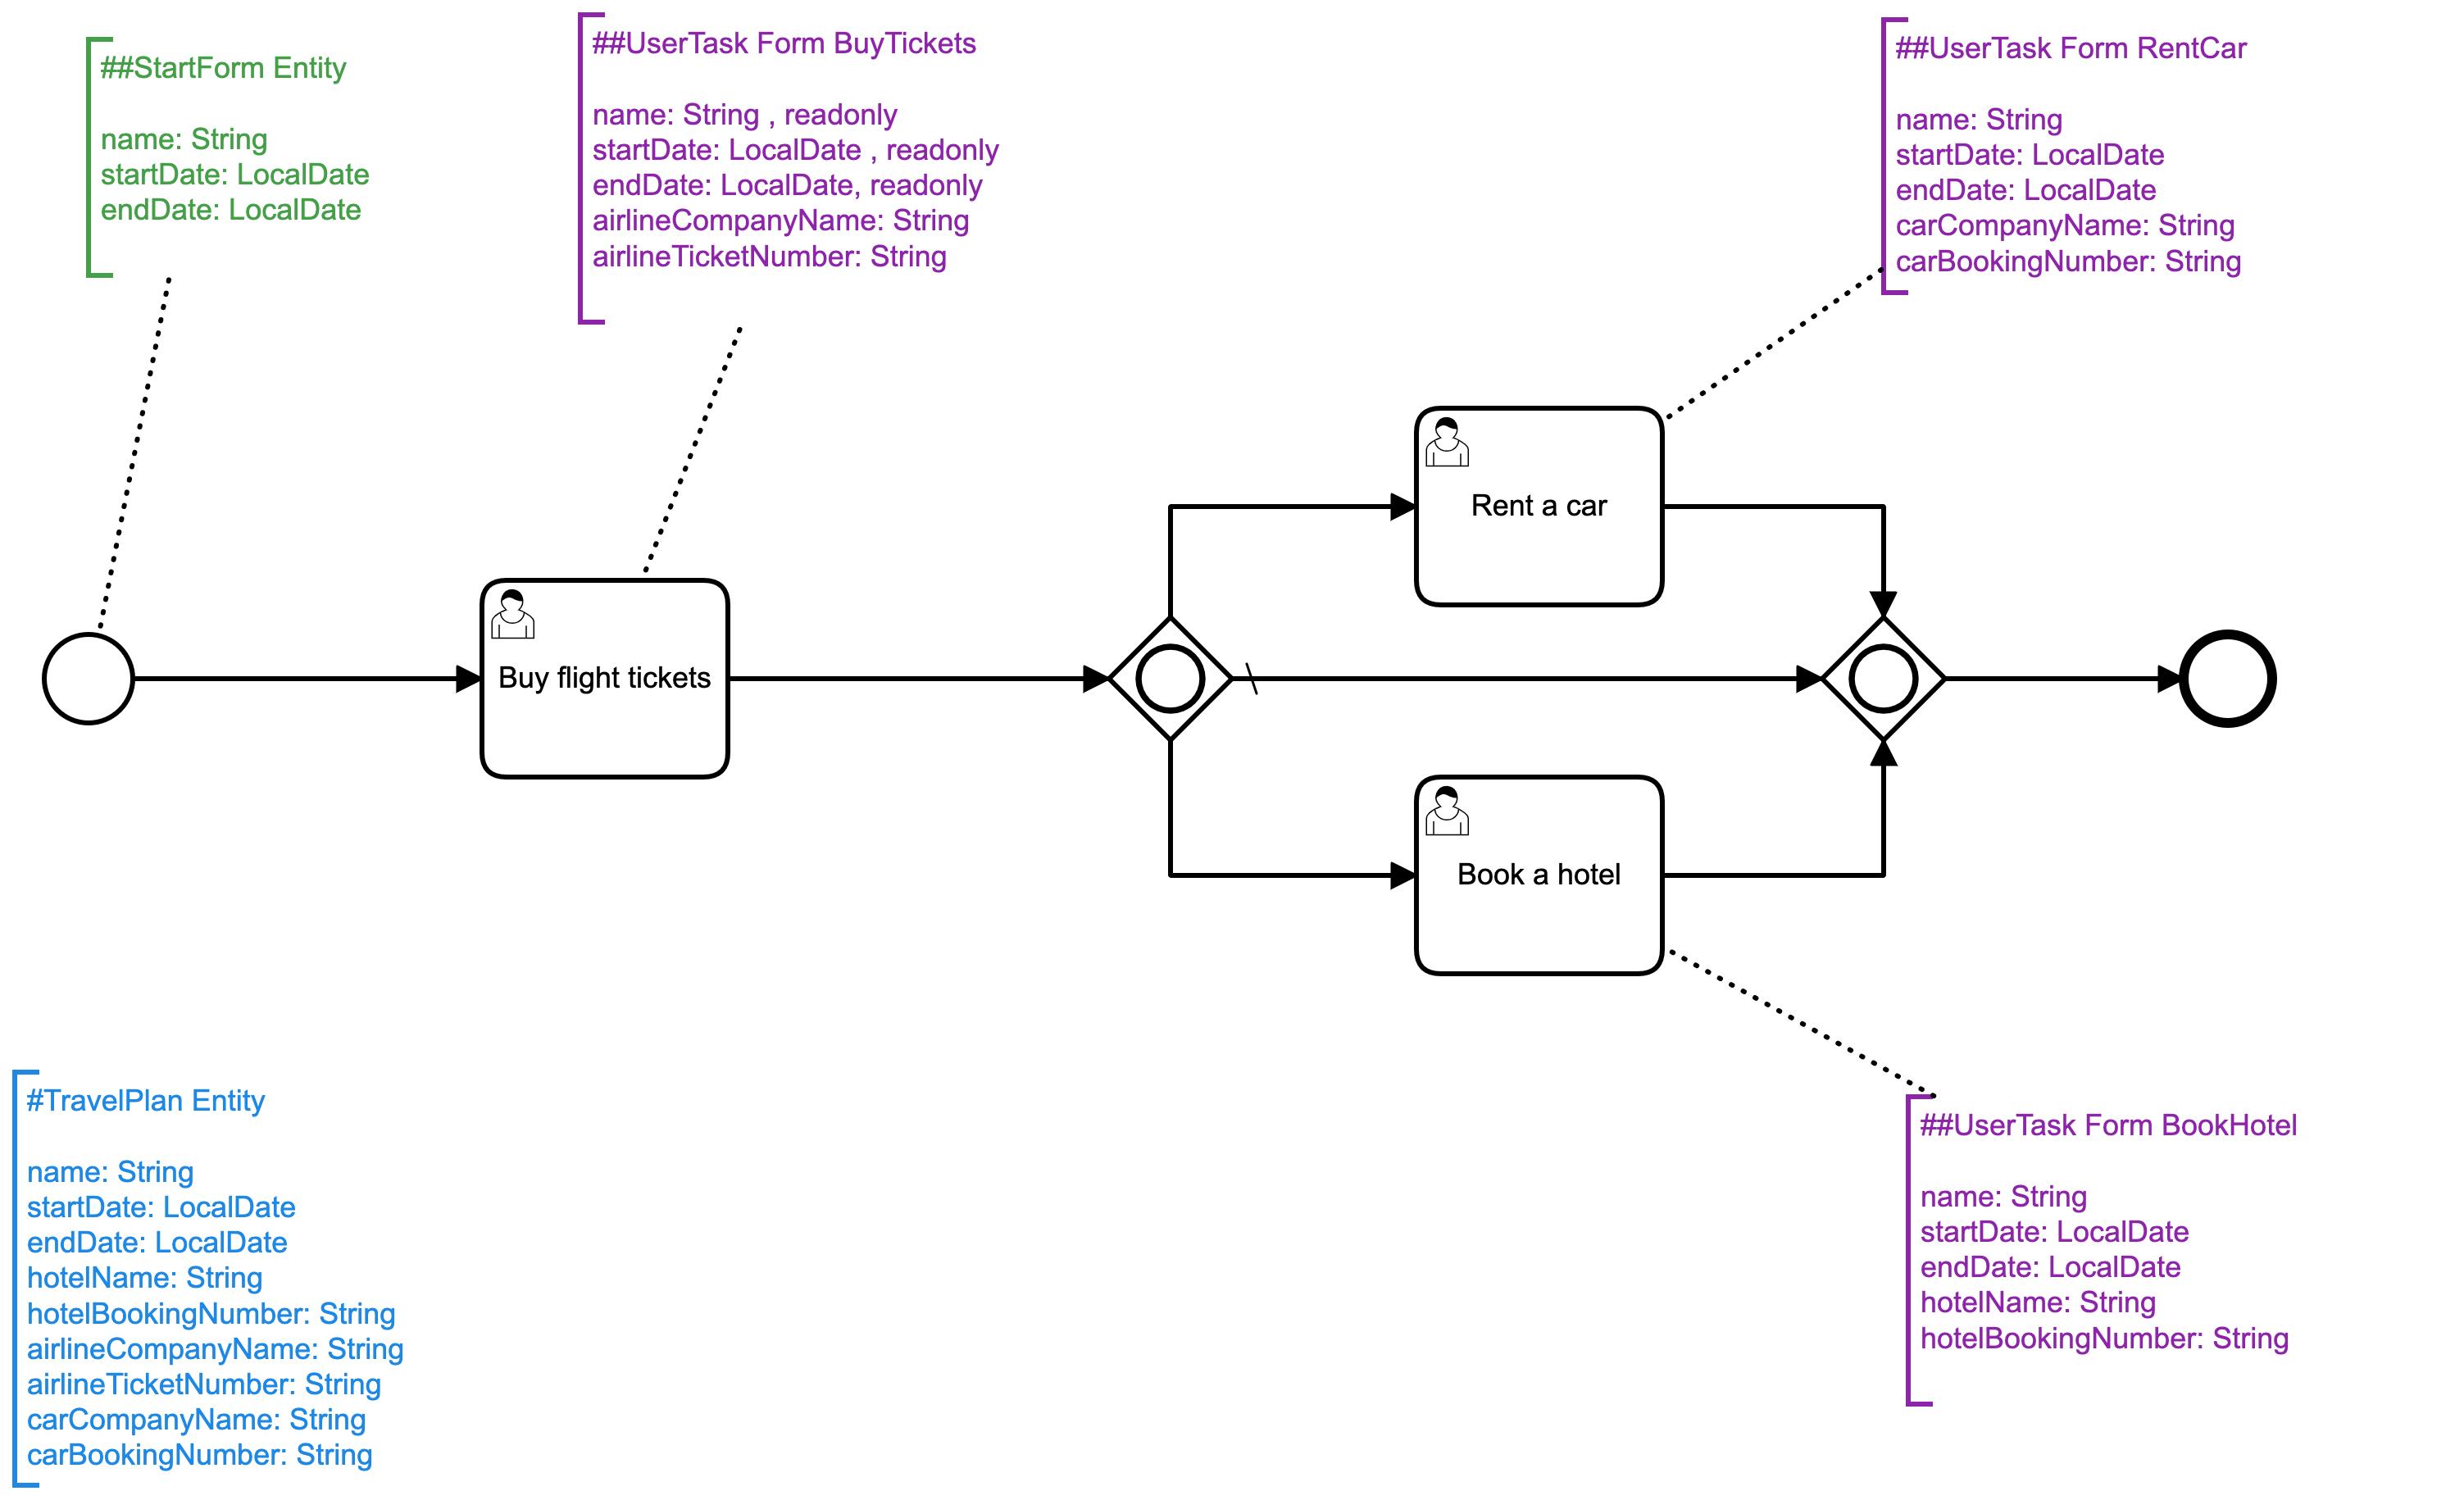 ##StartForm Entity
name: String
startDate: LocalDate
endDate: LocalDate
##UserTask Form BuyTickets
name: String , readonly
startDate: LocalDate , readonly
endDate: LocalDate, readonly
airlineCompanyName: String
airlineTicketNumber: String
##UserTask Form RentCar
name: String
startDate: LocalDate
endDate: LocalDate
carCompanyName: String
carBookingNumber: String
Rent a car
Buy flight tickets
Book a hotel
#TravelPlan Entity
name: String
startDate: LocalDate
endDate: LocalDate
hotelName: String
hotelBookingNumber: String
airlineCompanyName: String
airlineTicketNumber: String
carCompanyName: String
carBookingNumber: String
##UserTask Form BookHotel
name: String
startDate: LocalDate
endDate: LocalDate
hotelName: String
hotelBookingNumber: String